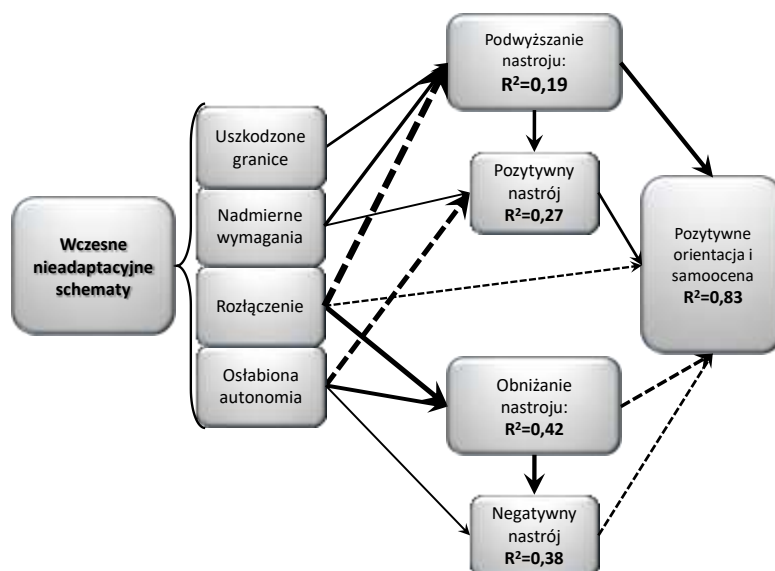 Wczesne
nieadaptacyjne
schematy
Uszkodzone
granice
Nadmierne
wymagania
Rozłączenie
Osłabiona
autonomia
Podwyższanie
nastroju:
R²=0,19
Pozytywny
nastrój
R²=0,27
Obniżanie
nastroju:
R²=0,42
Negatywny
nastrój
R²=0,38
Pozytywne
orientacja i
samoocena
R²=0,83